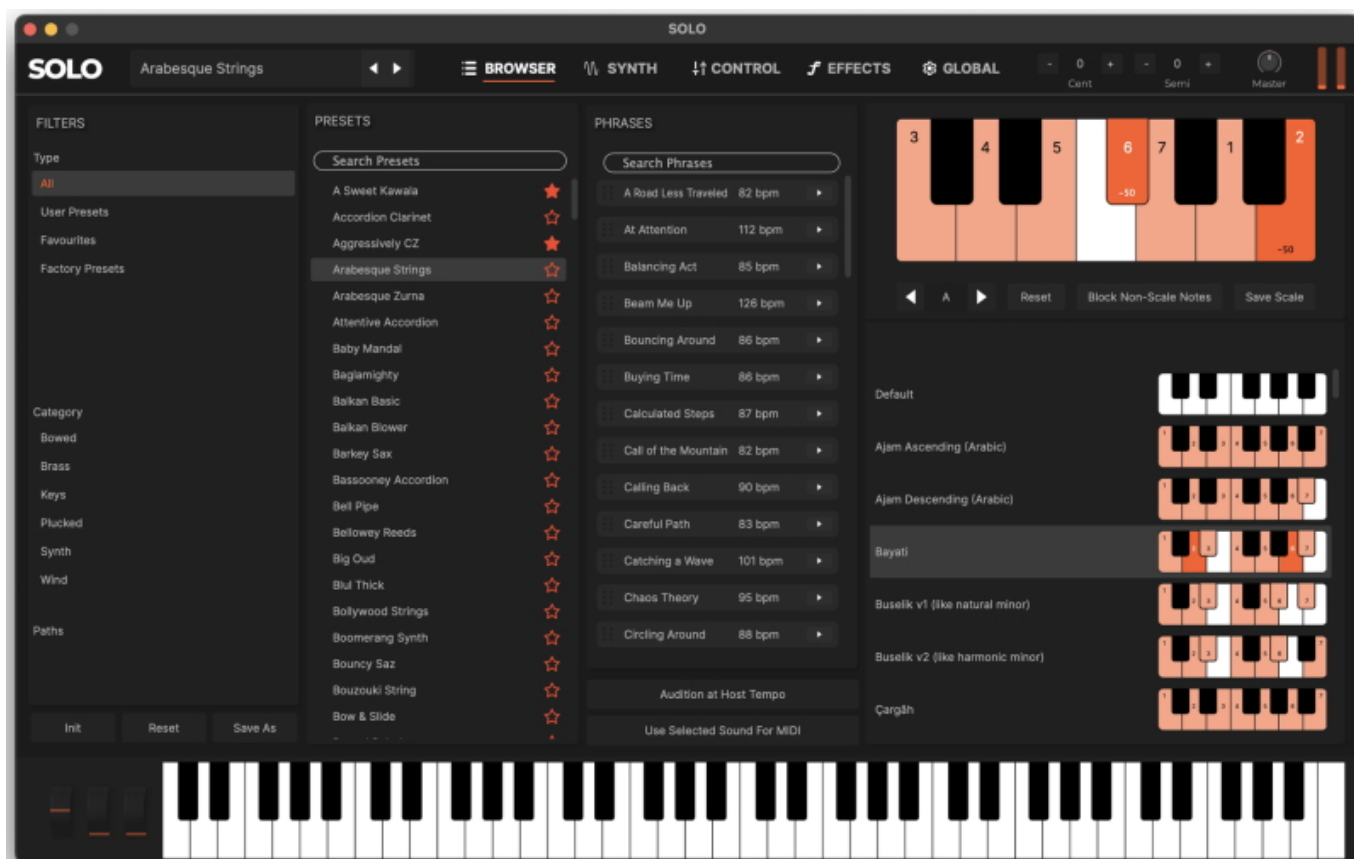 SOLO
SOLO
Arabesque Strings
BROWSER
SYNTH
CONTROL
EFFECTS
GLOBAL
- 0 +
Cent
- 0 +
Semi
Master
FILTERS
Type
All
User Presets
Favourites
Factory Presets
Category
Bowed
Brass
Keys
Plucked
Synth
Wind
Paths
Init
Reset
Save As
PRESETS
Search Presets
A Sweet Kawala
Accordion Clarinet
Aggressively CZ
Arabesque Strings
Arabesque Zurna
Attentive Accordion
Baby Mandal
Baglamighty
Balkan Basic
Balkan Blower
Barkey Sax
Bassooney Accordion
Bell Pipe
Bellowey Reeds
Big Oud
Blul Thick
Bollywood Strings
Boomerang Synth
Bouncy Saz
Bouzouki String
Bow & Slide
PHRASES
Search Phrases
A Road Less Traveled 82 bpm
At Attention 112 bpm
Balancing Act 85 bpm
Beam Me Up 126 bpm
Bouncing Around 86 bpm
Buying Time 86 bpm
Calculated Steps 87 bpm
Call of the Mountain 82 bpm
Calling Back 90 bpm
Careful Path 83 bpm
Catching a Wave 101 bpm
Chaos Theory 95 bpm
Circling Around 88 bpm
Audition at Host Tempo
Use Selected Sound For MIDI
3 4 5 6 7 1 2
-50 -50
A
Reset
Block Non-Scale Notes
Save Scale
Default
Ajam Ascending (Arabic)
Ajam Descending (Arabic)
Bayati
Buselik v1 (like natural minor)
Buselik v2 (like harmonic minor)
Çargâh